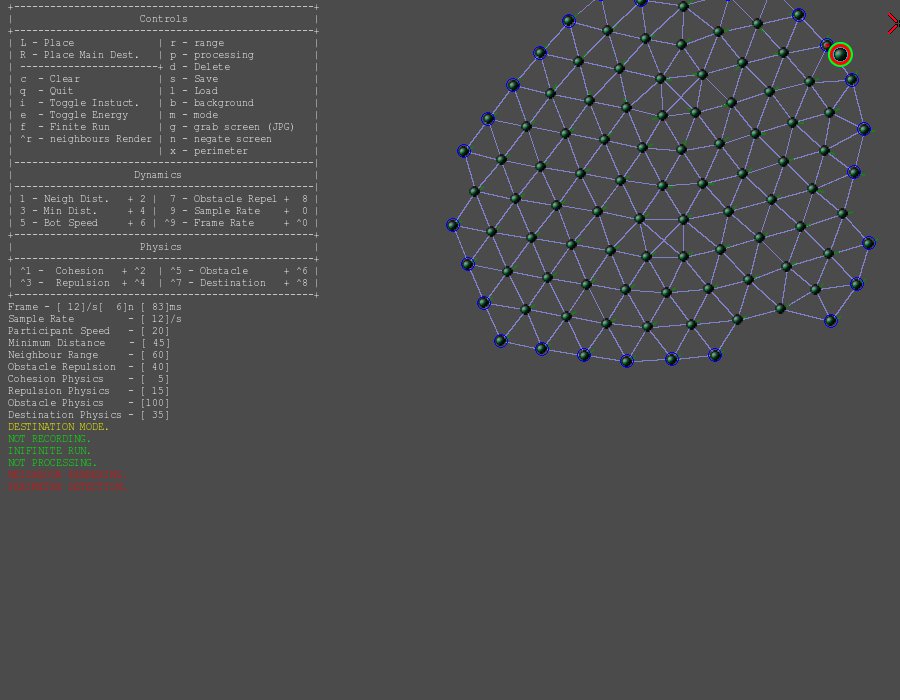 Controls
L - Place | r - range
R - Place Main Dest. | p - processing
d - Delete
c - Clear | s - Save
q - Quit | l - Load
i - Toggle Instuct. | b - background
e - Toggle Energy | m - mode
f - Finite Run | g - grab screen (JPG)
^r - neighbours Render | n - negate screen
x - perimeter
Dynamics
1 - Neigh Dist. + 2 | 7 - Obstacle Repel + 8
3 - Min Dist. + 4 | 9 - Sample Rate + 0
5 - Bot Speed + 6 | ^9 - Frame Rate + ^0
Physics
^1 - Cohesion + ^2 | ^5 - Obstacle + ^6
^3 - Repulsion + ^4 | ^7 - Destination + ^8
Frame - [ 12]/s[ 6]n [ 83]ms
Sample Rate - [ 12]/s
Participant Speed - [ 20]
Minimum Distance - [ 45]
Neighbour Range - [ 60]
Obstacle Repulsion - [ 40]
Cohesion Physics - [ 5]
Repulsion Physics - [ 15]
Obstacle Physics - [100]
Destination Physics - [ 35]
DESTINATION MODE.
NOT RECORDING.
INIFINITE RUN.
NOT PROCESSING.